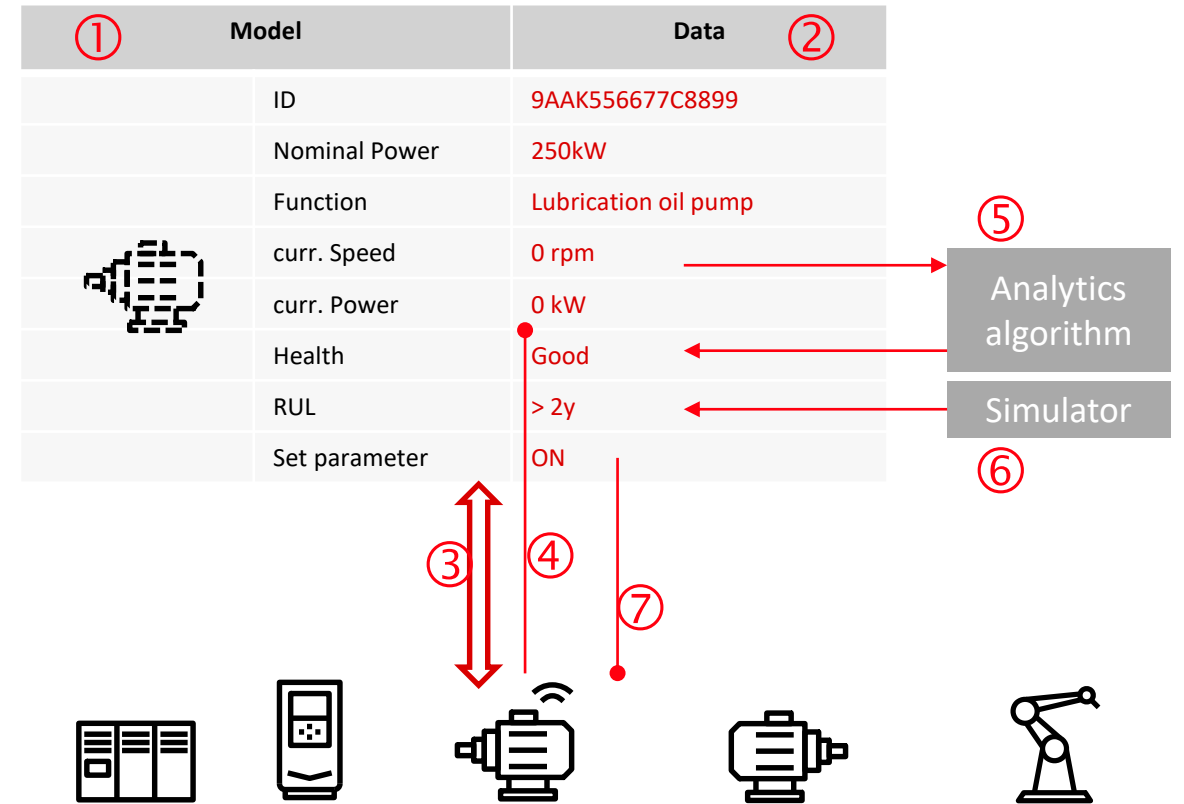 ① Model Data ②
ID 9AAK556677C8899
Nominal Power 250kW
Function Lubrication oil pump
⑤
curr. Speed 0 rpm
Analytics
algorithm
curr. Power 0 kW
Health Good
RUL > 2y
Simulator
Set parameter ON
⑥
③ ④
⑦